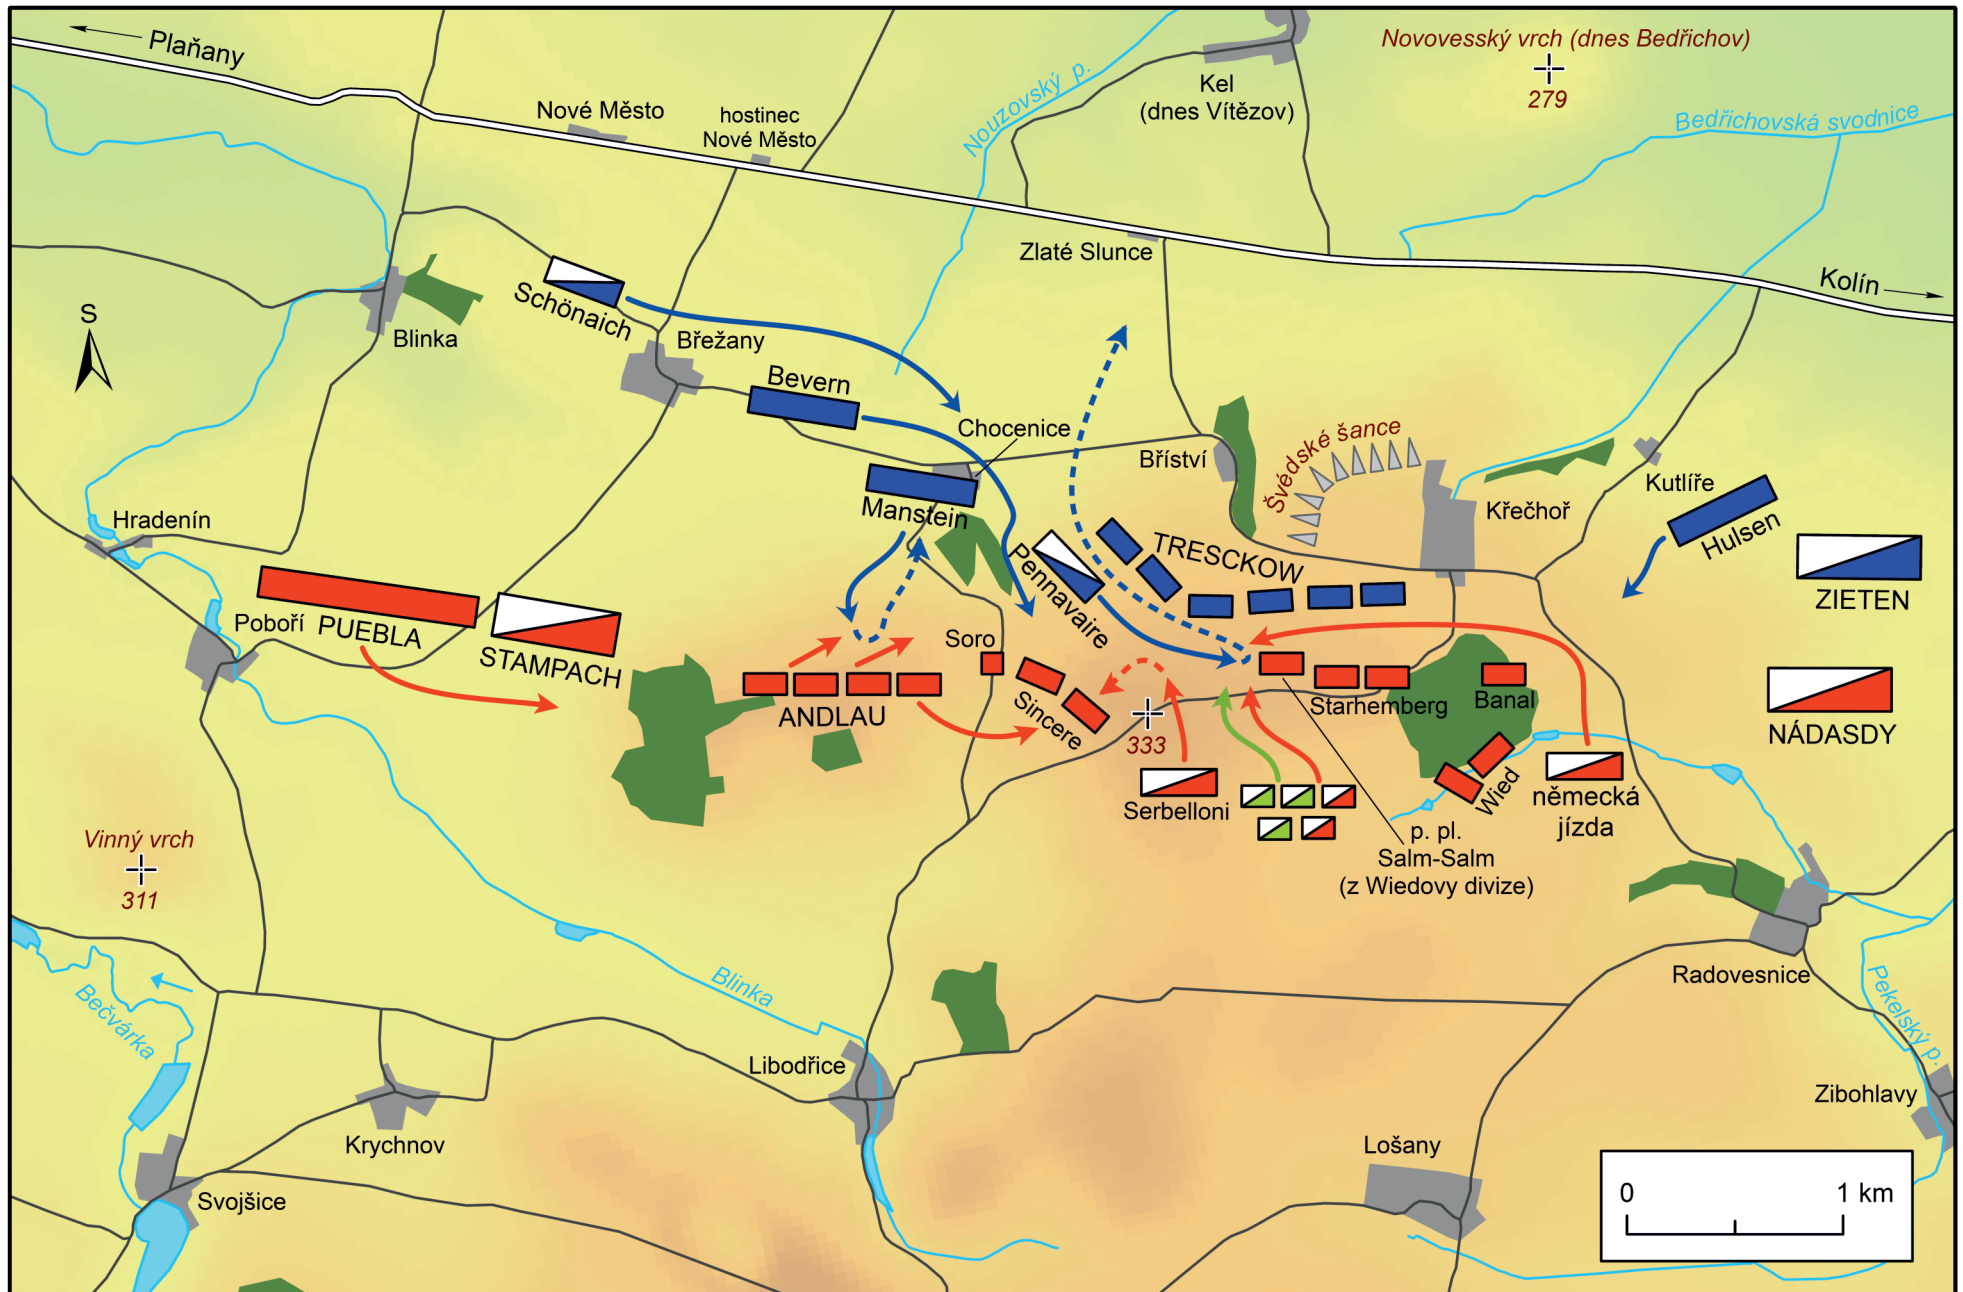 Plaňany
Nové Město
hostinec
Nové Město
Nouzovský p.
Kel
(dnes Vítězov)
Novovesský vrch (dnes Bedřichov)
279
Bedřichovská svodnice
Zlaté Slunce
Kolín
S
Blinka
Schönaich
Břežany
Bevern
Chocenice
Bříství
Švédské šance
Kutlíře
Křečhoř
Hulsen
Manstein
Hradenín
Pennavaire
TRESCKOW
ZIETEN
Poboří
PUEBLA
STAMPACH
Soro
ANDLAU
Sincere
333
Starhemberg
Banal
NÁDASDY
Serbelloni
Wied
německá
jízda
p. pl.
Salm-Salm
(z Wiedovy divize)
Vinný vrch
311
Radovesnice
Blinka
Bečvárka
Pekelský p.
Libodřice
Zibohlavy
Krychnov
Lošany
Svojšice
0
1 km